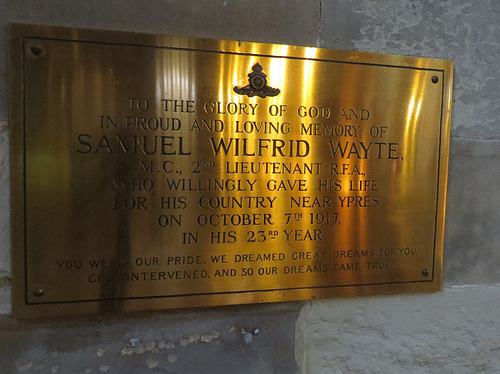 TO THE GLORY OF GOD AND
IN PROUD AND LOVING MEMORY OF
SAMUEL WILFRID WAYTE,
M.C., 2ND LIEUTENANT R.F.A.,
WHO WILLINGLY GAVE HIS LIFE
FOR HIS COUNTRY NEAR YPRES
ON OCTOBER 7TH 1917,
IN HIS 23RD YEAR.
YOU WERE OUR PRIDE, WE DREAMED GREAT DREAMS FOR YOU,
GOD INTERVENED, AND SO OUR DREAMS CAME TRUE.